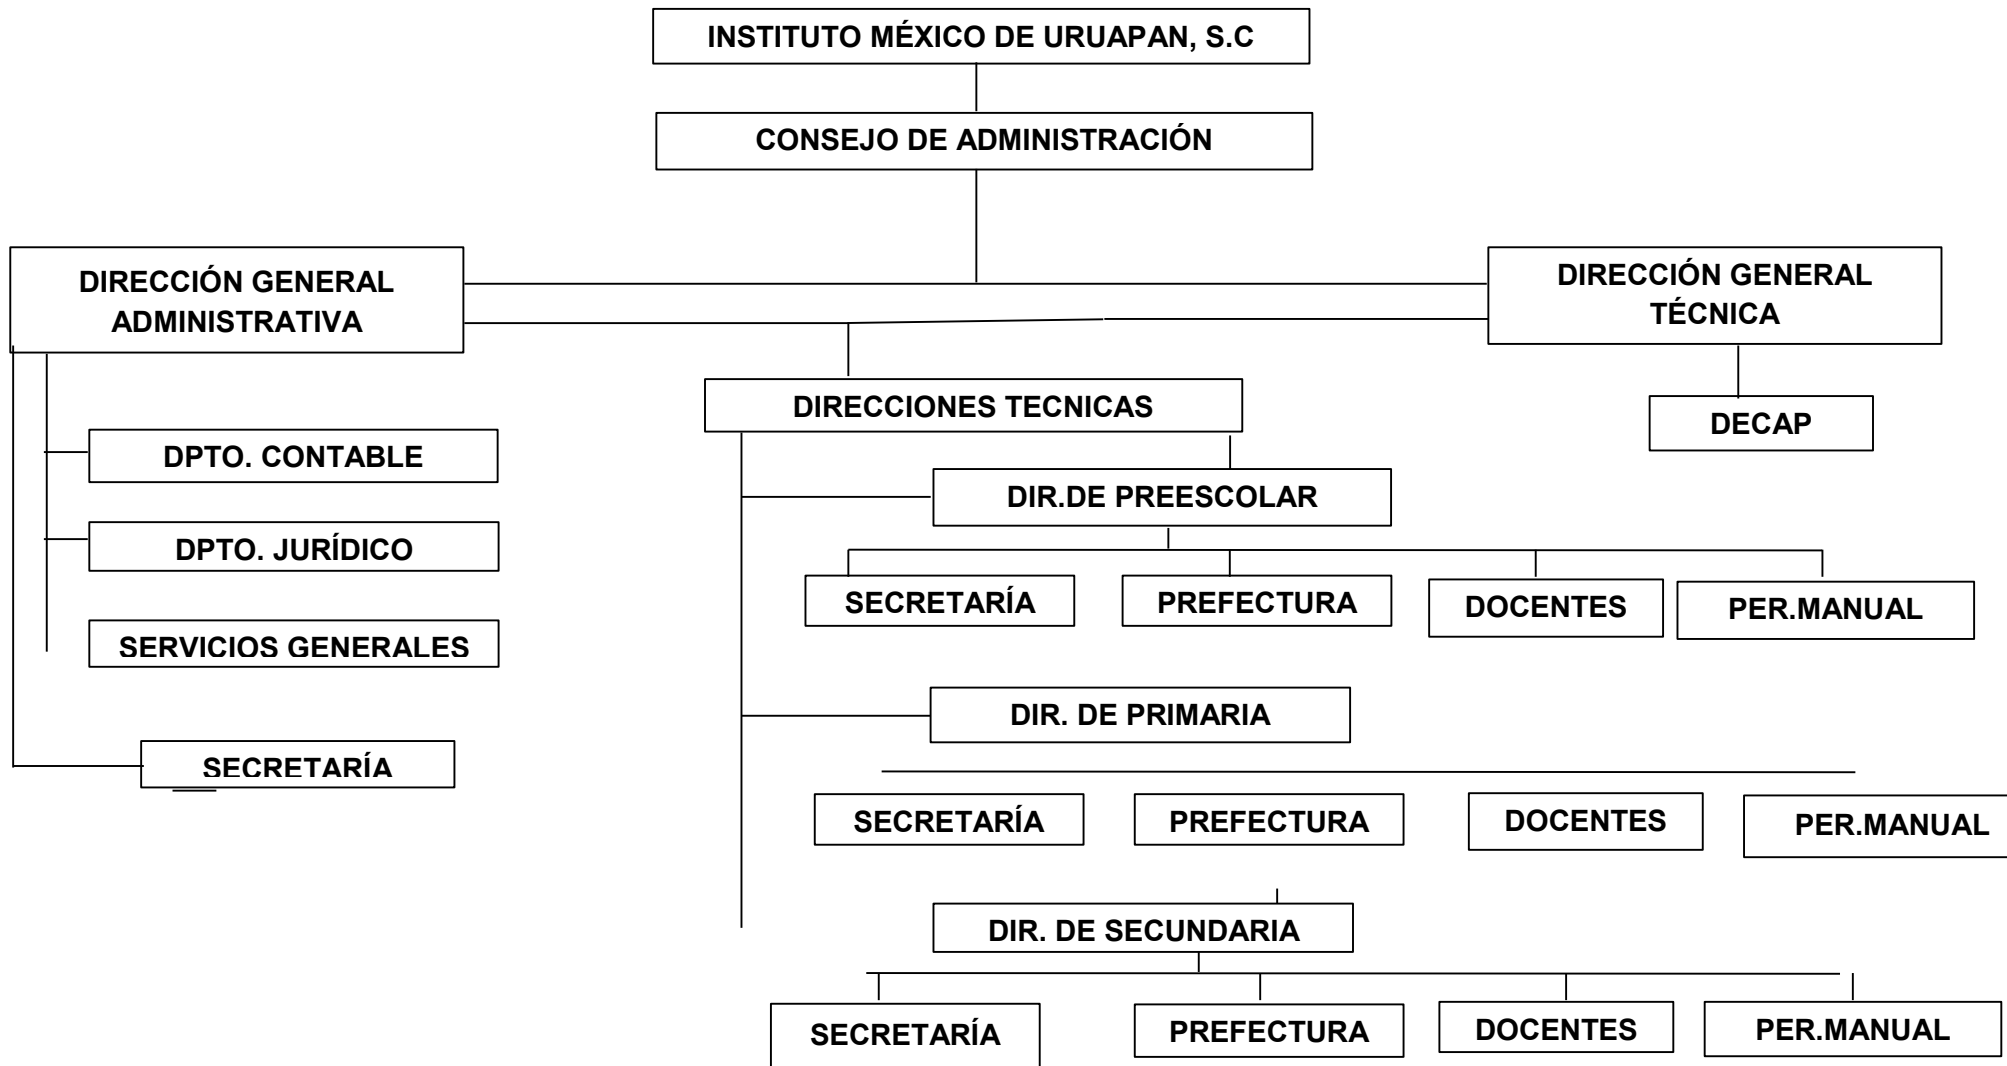 INSTITUTO MÉXICO DE URUAPAN, S.C
CONSEJO DE ADMINISTRACIÓN
DIRECCIÓN GENERAL
ADMINISTRATIVA
DIRECCIÓN GENERAL
TÉCNICA
DIRECCIONES TECNICAS
DECAP
DPTO. CONTABLE
DIR.DE PREESCOLAR
DPTO. JURÍDICO
SECRETARÍA
PREFECTURA
DOCENTES
PER.MANUAL
SERVICIOS GENERALES
DIR. DE PRIMARIA
SECRETARÍA
SECRETARÍA
PREFECTURA
DOCENTES
PER.MANUAL
DIR. DE SECUNDARIA
SECRETARÍA
PREFECTURA
DOCENTES
PER.MANUAL